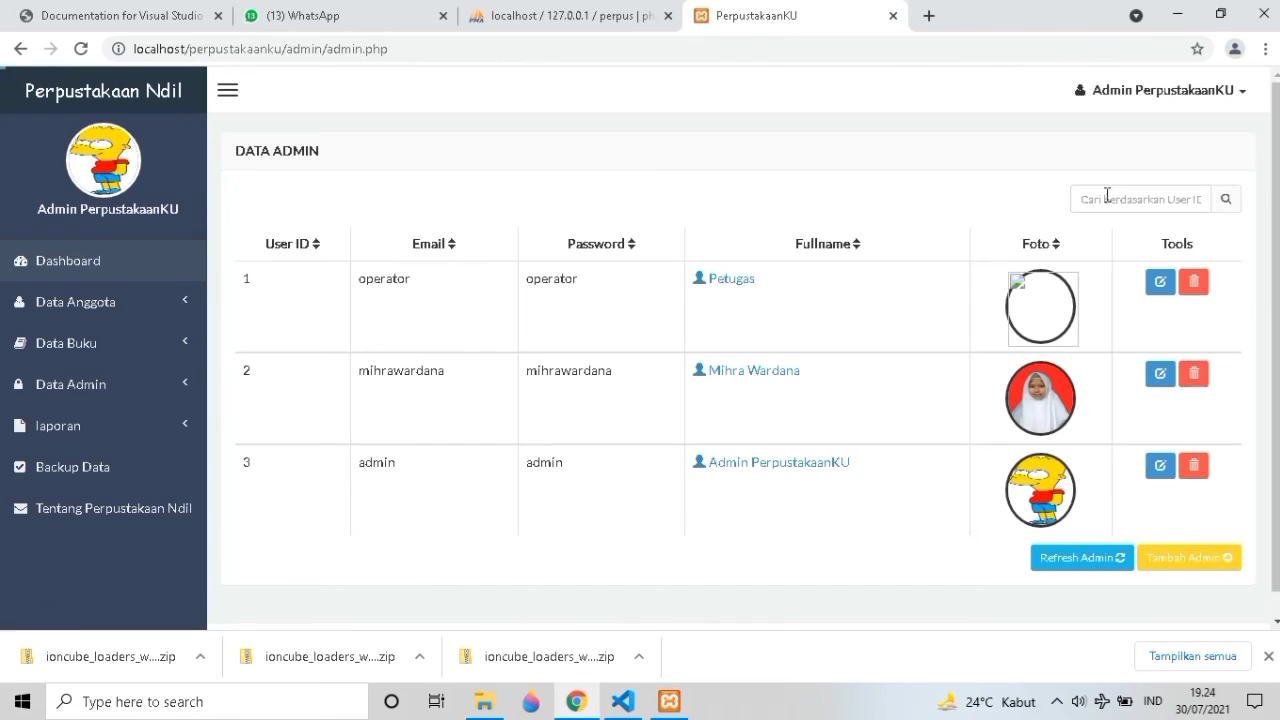 Documentation for Visual Studio
(13) WhatsApp
localhost / 127.0.0.1 / perpus | ph
PerpustakaanKU
localhost/perpustakaanku/admin/admin.php
Perpustakaan Ndil
Admin PerpustakaanKU
Admin PerpustakaanKU
Dashboard
Data Anggota
Data Buku
Data Admin
laporan
Backup Data
Tentang Perpustakaan Ndil
DATA ADMIN
Cari berdasarkan User ID
User ID Email Password Fullname Foto Tools
1 operator operator Petugas
2 mihrawardana mihrawardana Mihra Wardana
3 admin admin Admin PerpustakaanKU
Refresh Admin Tambah Admin
ioncube_loaders_w....zip ioncube_loaders_w....zip ioncube_loaders_w....zip Tampilkan semua
Type here to search
24°C Kabut IND
19.24
30/07/2021